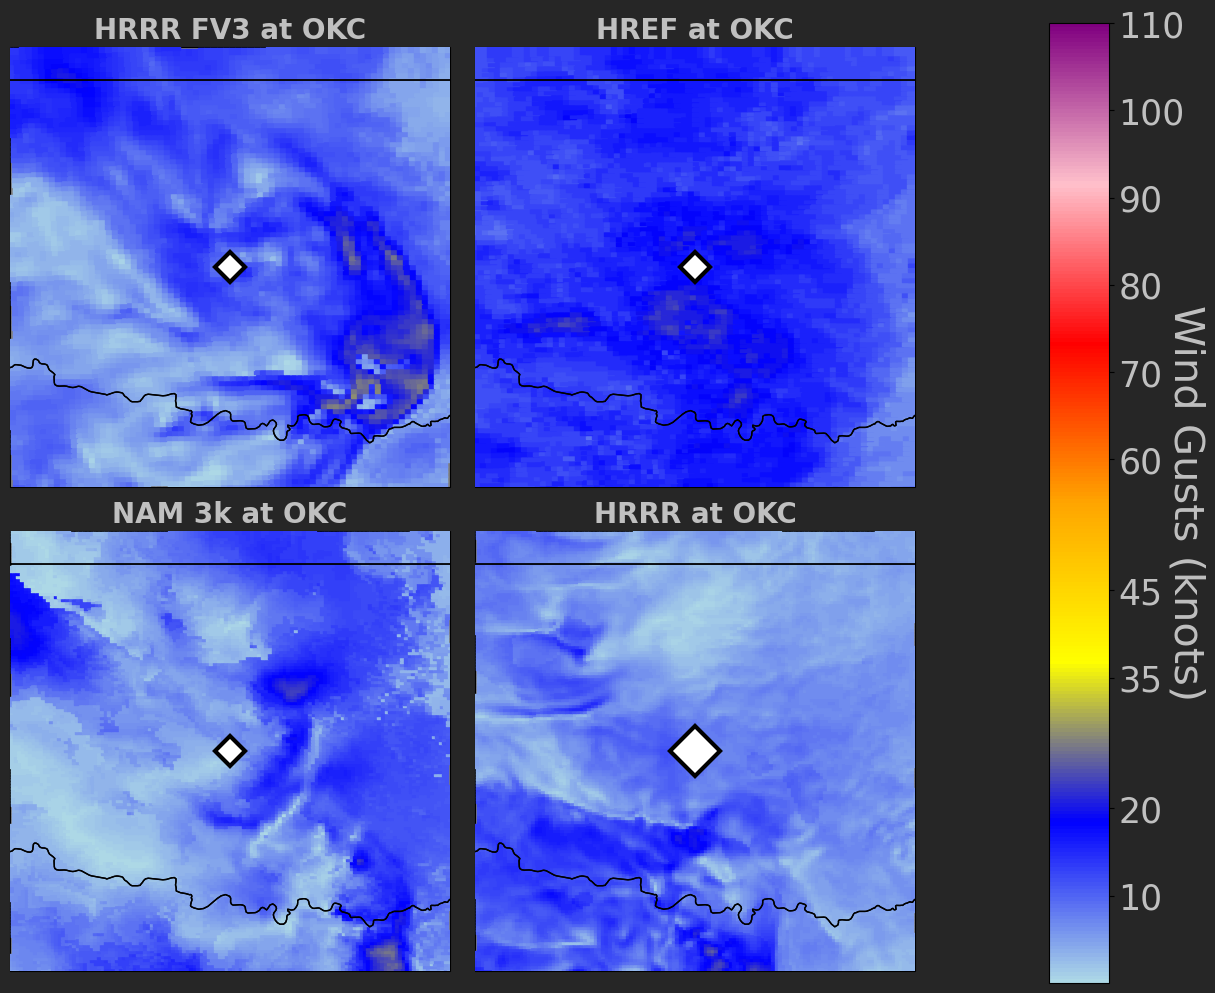 HRRR FV3 at OKC
HREF at OKC
NAM 3k at OKC
HRRR at OKC
110
100
90
80
70
60
45
35
20
10
Wind Gusts (knots)